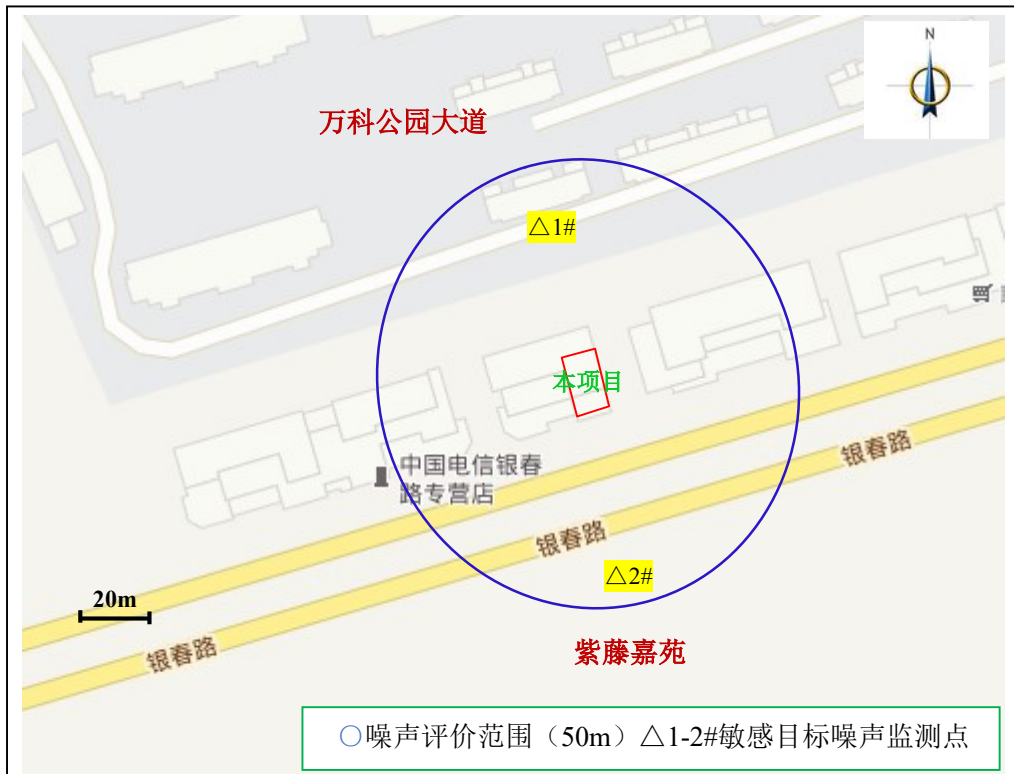 N
万科公园大道
△1#
本项目
中国电信银春
路专营店
银春路
银春路
△2#
20m
银春路
紫藤嘉苑
○噪声评价范围（50m）△1-2#敏感目标噪声监测点